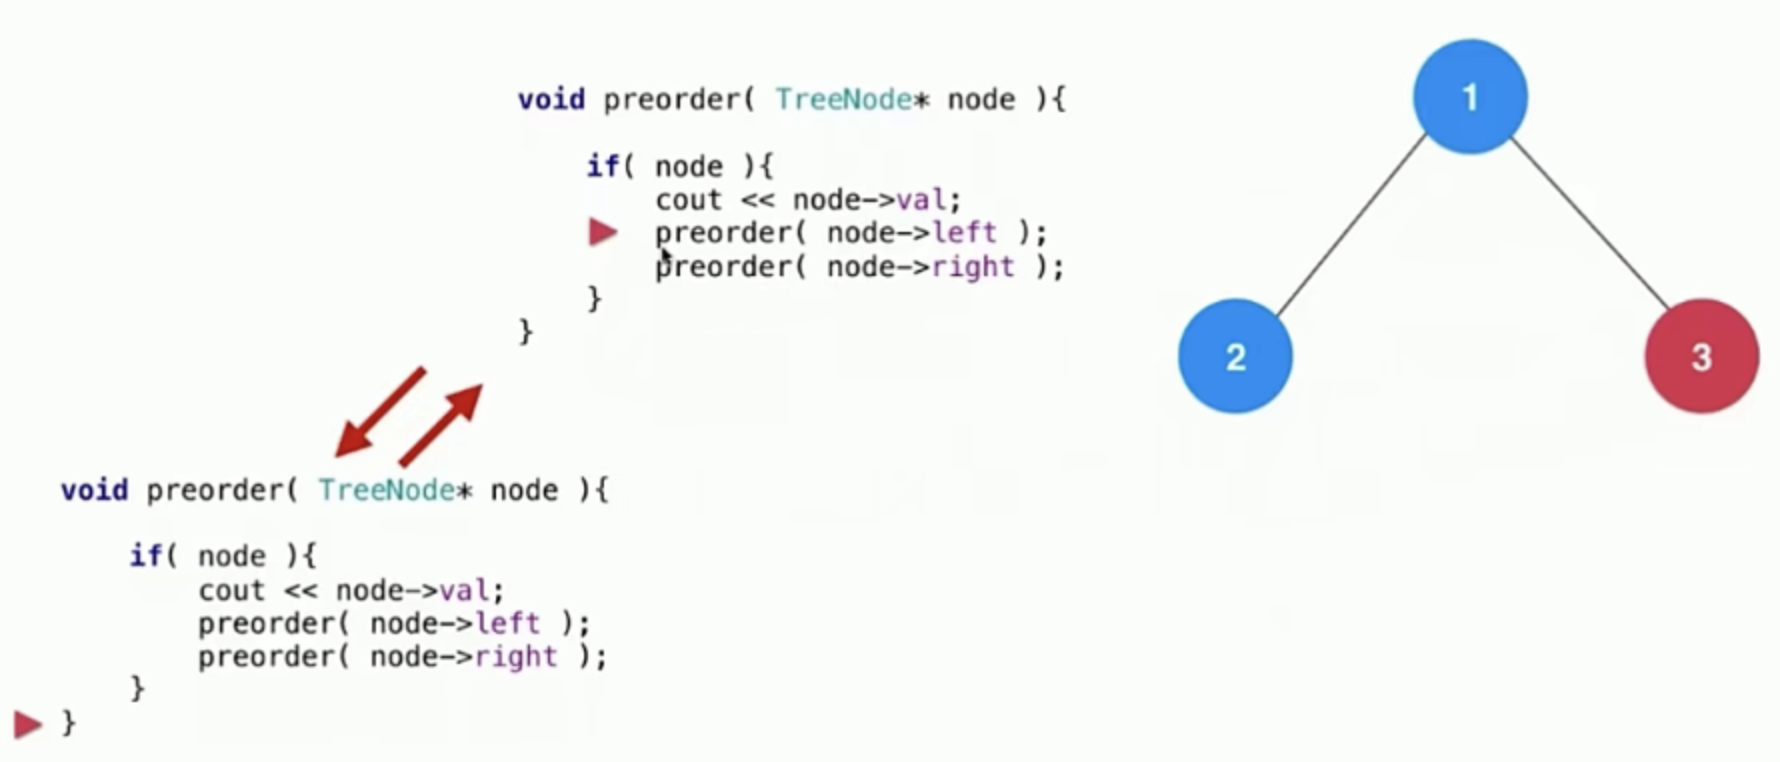 void preorder( TreeNode* node ){
if( node ){
cout << node->val;
preorder( node->left );
preorder( node->right );
}
}
void preorder( TreeNode* node ){
if( node ){
cout << node->val;
preorder( node->left );
preorder( node->right );
}
}
1
2
3